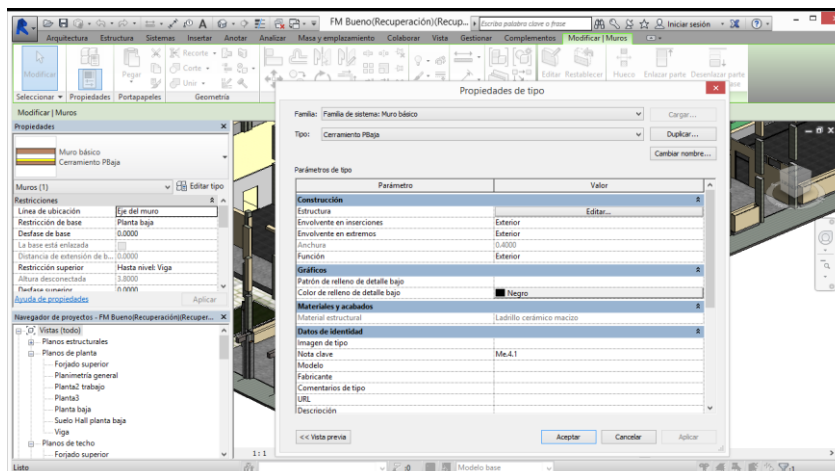 FM Bueno(Recuperación)(Recup...
Escriba palabra clave o frase
Iniciar sesión
Arquitectura Estructura Sistemas Insertar Anotar Analizar Masa y emplazamiento Colaborar Vista Gestionar Complementos Modificar | Muros
Modificar
Pegar
Recorte
Corte
Unir
Editar Restablecer Hueco Enlazar parte Desenlazar parte
Seleccionar Propiedades Portapapeles Geometría
Modificar | Muros
Propiedades
Muro básico
Cerramiento PBaja
Muros (1) Editar tipo
Restricciones
Línea de ubicación Eje del muro
Restricción de base Planta baja
Desfase de base 0.0000
La base está enlazada
Distancia de extensión de b... 0.0000
Restricción superior Hasta nivel: Viga
Altura desconectada 3.8000
Desfase superior 0.0000
Ayuda de propiedades Aplicar
Navegador de proyectos - FM Bueno(Recuperación)(Recuper...
Vistas (todo)
Planos estructurales
Planos de planta
Forjado superior
Planimetría general
Planta2 trabajo
Planta3
Planta baja
Suelo Hall planta baja
Viga
Planos de techo
Forjado superior
Propiedades de tipo
Familia: Familia de sistema: Muro básico Cargar...
Tipo: Cerramiento PBaja Duplicar...
Cambiar nombre...
Parámetros de tipo
Parámetro Valor
Construcción
Estructura Editar...
Envolvente en inserciones Exterior
Envolvente en extremos Exterior
Anchura 0.4000
Función Exterior
Gráficos
Patrón de relleno de detalle bajo
Color de relleno de detalle bajo Negro
Materiales y acabados
Material estructural Ladrillo cerámico macizo
Datos de identidad
Imagen de tipo
Nota clave Me.4.1
Modelo
Fabricante
Comentarios de tipo
URL
Descripción
<< Vista previa Aceptar Cancelar Aplicar
1:1
Listo :0 Modelo base